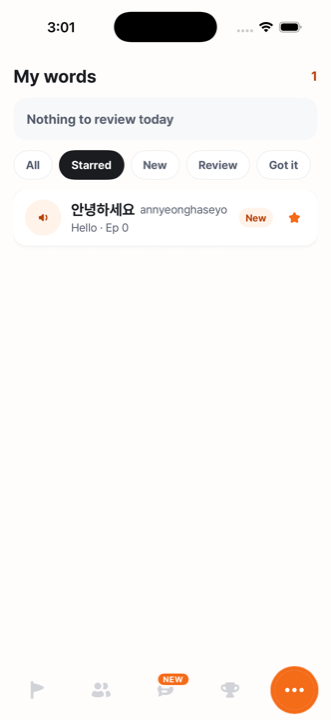 3:01
My words 1
Nothing to review today
All Starred New Review Got it
안녕하세요 annyeonghaseyo New
Hello · Ep 0
NEW